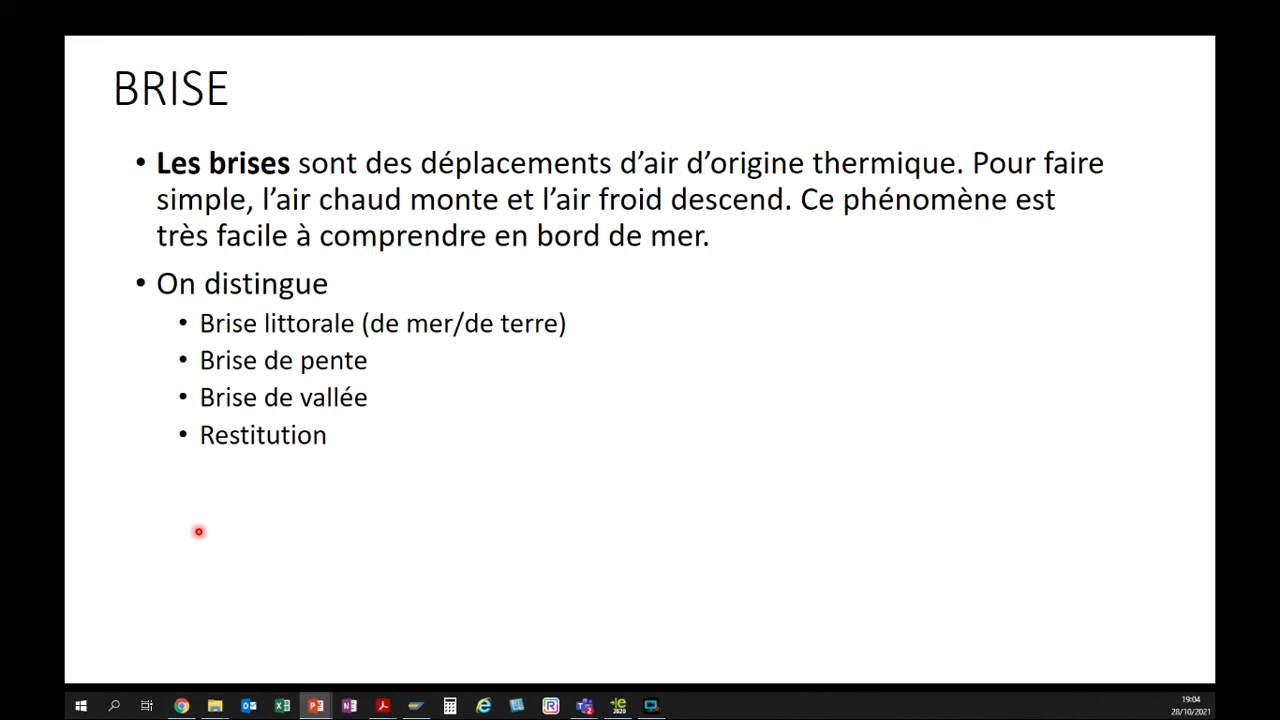 BRISE
• Les brises sont des déplacements d’air d’origine thermique. Pour faire
simple, l’air chaud monte et l’air froid descend. Ce phénomène est
très facile à comprendre en bord de mer.
• On distingue
• Brise littorale (de mer/de terre)
• Brise de pente
• Brise de vallée
• Restitution
19:04
28/10/2021